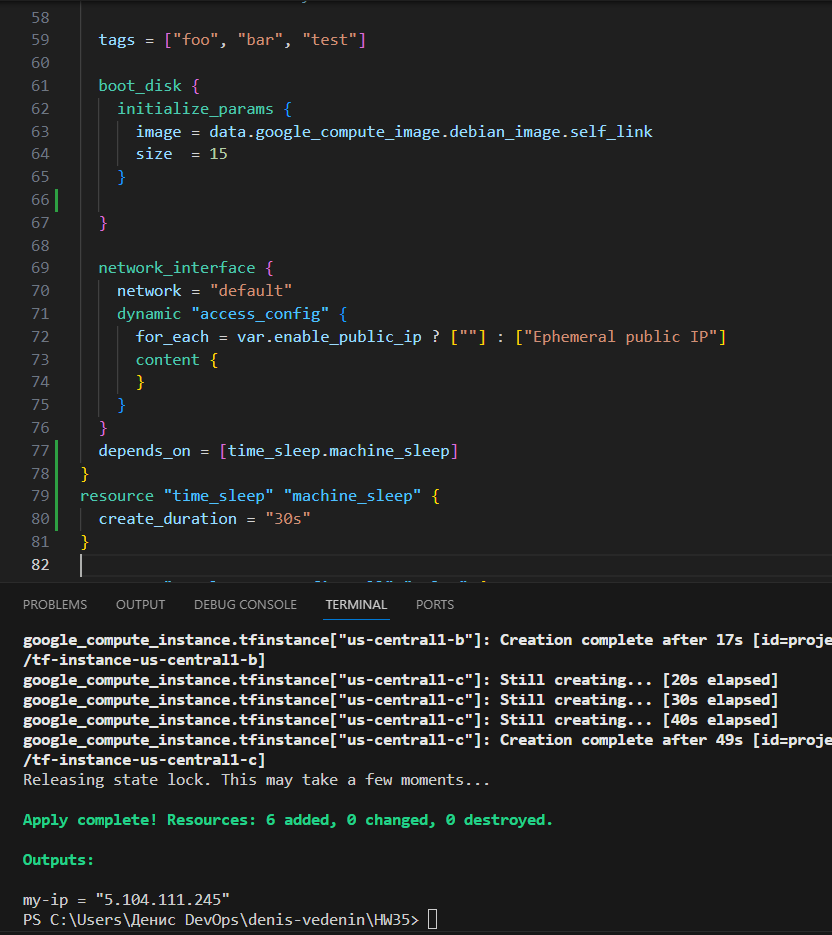 58
59 tags = ["foo", "bar", "test"]
60
61 boot_disk {
62 initialize_params {
63 image = data.google_compute_image.debian_image.self_link
64 size  = 15
65 }
66
67 }
68
69 network_interface {
70 network = "default"
71 dynamic "access_config" {
72 for_each = var.enable_public_ip ? [""] : ["Ephemeral public IP"]
73 content {
74 }
75 }
76 }
77 depends_on = [time_sleep.machine_sleep]
78 }
79 resource "time_sleep" "machine_sleep" {
80 create_duration = "30s"
81 }
82
PROBLEMS OUTPUT DEBUG CONSOLE TERMINAL PORTS
google_compute_instance.tfinstance["us-central1-b"]: Creation complete after 17s [id=proje
/tf-instance-us-central1-b]
google_compute_instance.tfinstance["us-central1-c"]: Still creating... [20s elapsed]
google_compute_instance.tfinstance["us-central1-c"]: Still creating... [30s elapsed]
google_compute_instance.tfinstance["us-central1-c"]: Still creating... [40s elapsed]
google_compute_instance.tfinstance["us-central1-c"]: Creation complete after 49s [id=proje
/tf-instance-us-central1-c]
Releasing state lock. This may take a few moments...
Apply complete! Resources: 6 added, 0 changed, 0 destroyed.
Outputs:
my-ip = "5.104.111.245"
PS C:\Users\Денис DevOps\denis-vedenin\HW35>